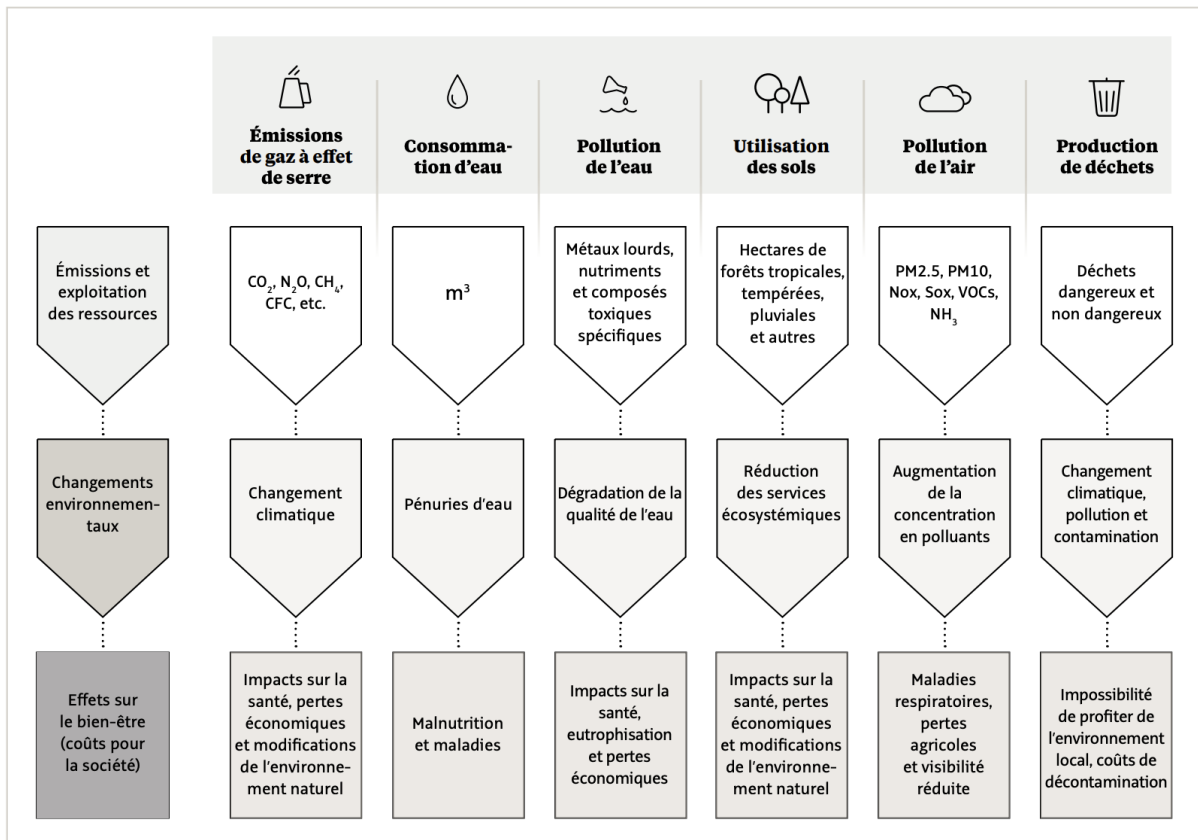 Émissions
de gaz à effet
de serre
Consomma-
tion d'eau
Pollution
de l'eau
Utilisation
des sols
Pollution
de l'air
Production
de déchets
Émissions et
exploitation
des ressources
CO₂, N₂O, CH₄,
CFC, etc.
m³
Métaux lourds,
nutriments
et composés
toxiques
spécifiques
Hectares de
forêts tropicales,
tempérées,
pluviales
et autres
PM2.5, PM10,
Nox, Sox, VOCs,
NH₃
Déchets
dangereux et
non dangereux
Changements
environnemen-
taux
Changement
climatique
Pénuries d'eau
Dégradation de la
qualité de l'eau
Réduction
des services
écosystémiques
Augmentation
de la
concentration
en polluants
Changement
climatique,
pollution et
contamination
Effets sur
le bien-être
(coûts pour
la société)
Impacts sur la
santé, pertes
économiques
et modifications
de l'environne-
ment naturel
Malnutrition
et maladies
Impacts sur la
santé,
eutrophisation
et pertes
économiques
Impacts sur la
santé, pertes
économiques
et modifications
de l'environne-
ment naturel
Maladies
respiratoires,
pertes
agricoles
et visibilité
réduite
Impossibilité
de profiter de
l'environnement
local, coûts de
décontamination